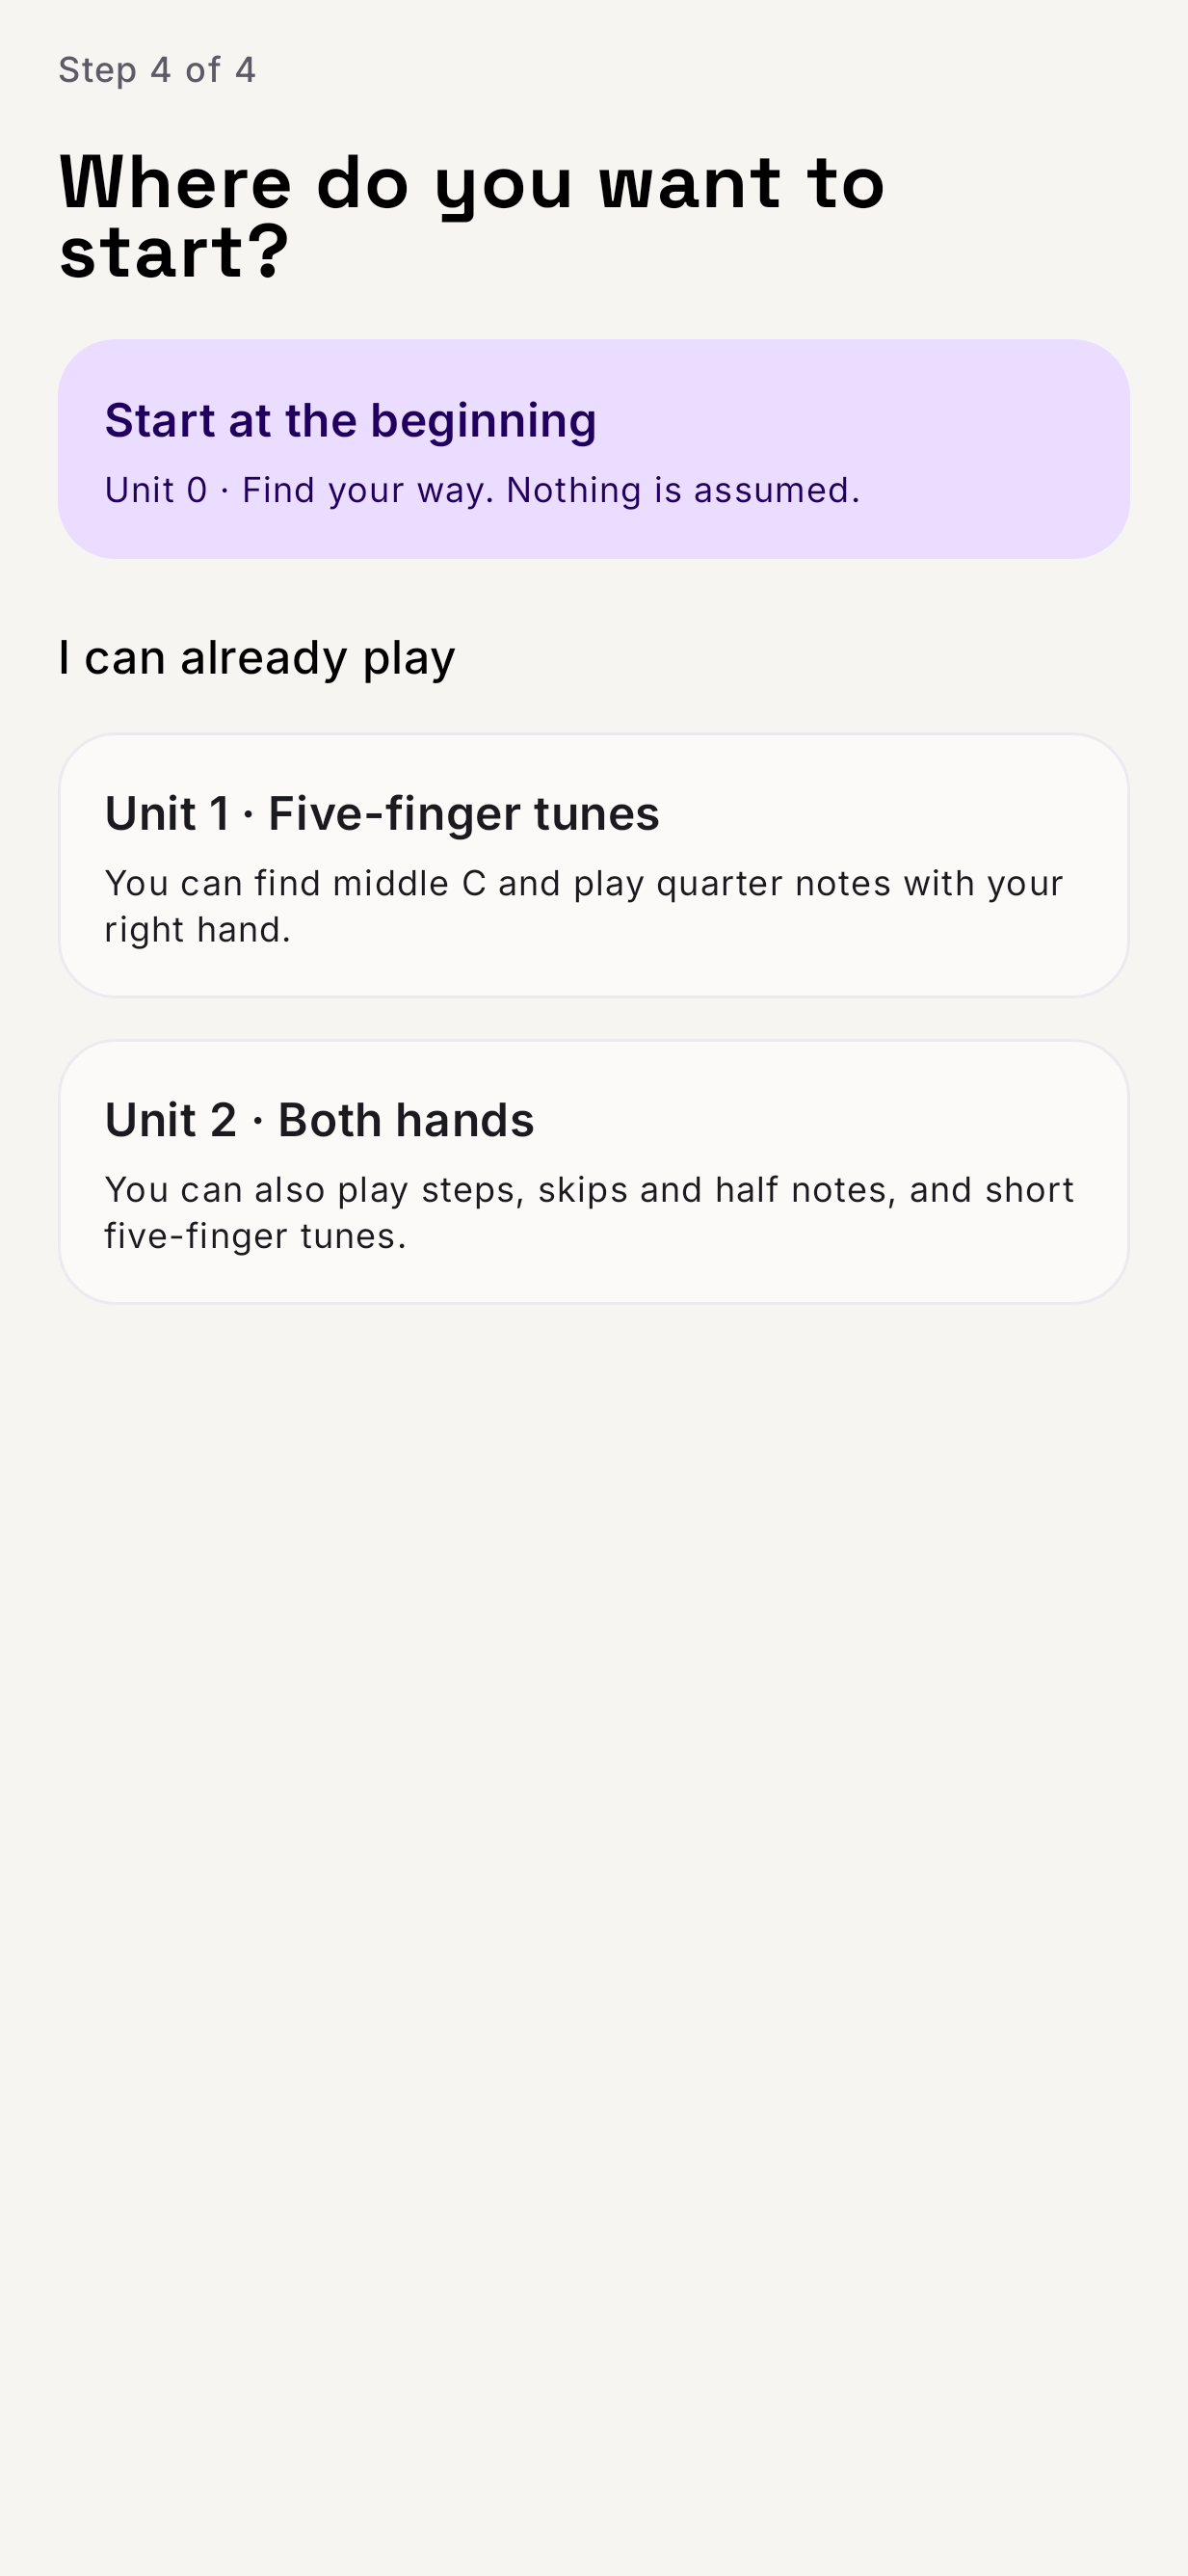 Step 4 of 4
Where do you want to
start?
Start at the beginning
Unit 0 · Find your way. Nothing is assumed.
I can already play
Unit 1 · Five-finger tunes
You can find middle C and play quarter notes with your
right hand.
Unit 2 · Both hands
You can also play steps, skips and half notes, and short
five-finger tunes.